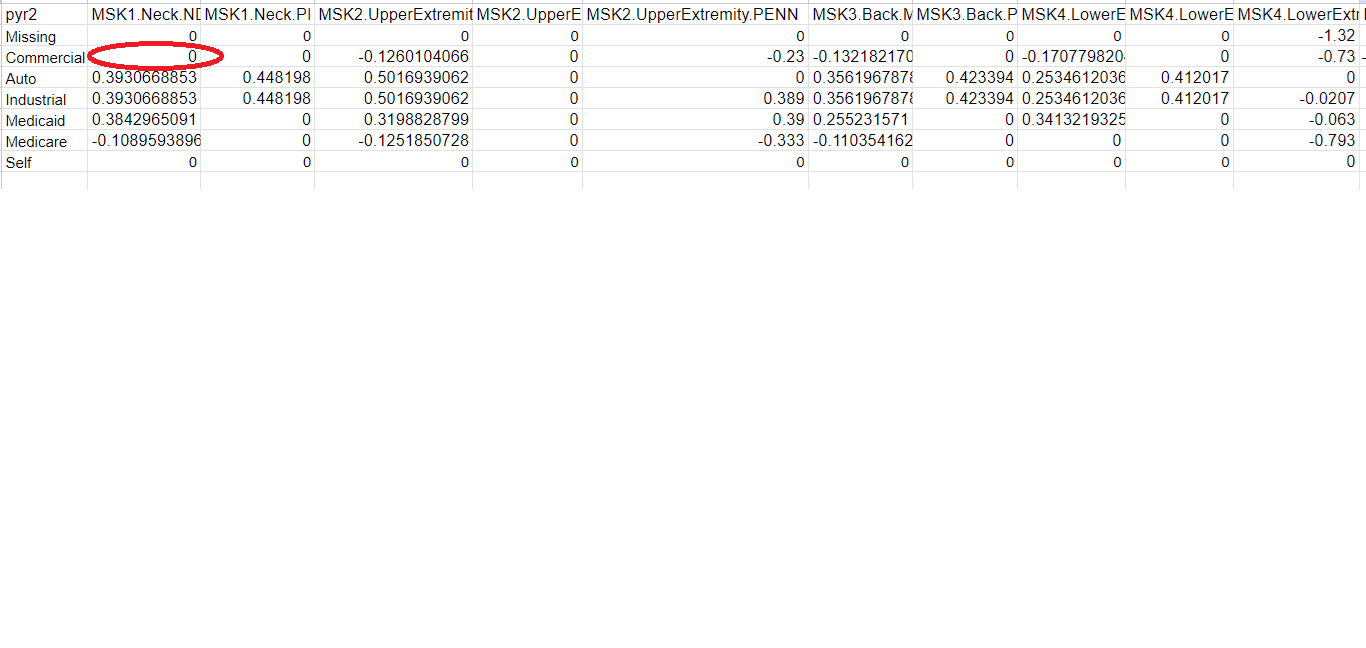 pyr2 MSK1.Neck.ND MSK1.Neck.PI MSK2.UpperExtremit MSK2.UpperE MSK2.UpperExtremity.PENN MSK3.Back.M MSK3.Back.P MSK4.LowerE MSK4.LowerE MSK4.LowerExtr
Missing 0 0 0 0 0 0 0 0 0 -1.32
Commercial 0 0 -0.1260104066 0 -0.23 -0.132182170 0 -0.170779820 0 -0.73 -
Auto 0.3930668853 0.448198 0.5016939062 0 0 0.3561967878 0.423394 0.2534612036 0.412017 0
Industrial 0.3930668853 0.448198 0.5016939062 0 0.389 0.3561967878 0.423394 0.2534612036 0.412017 -0.0207
Medicaid 0.3842965091 0 0.3198828799 0 0.39 0.255231571 0 0.3413219325 0 -0.063
Medicare -0.1089593896 0 -0.1251850728 0 -0.333 -0.110354162 0 0 0 -0.793
Self 0 0 0 0 0 0 0 0 0 0